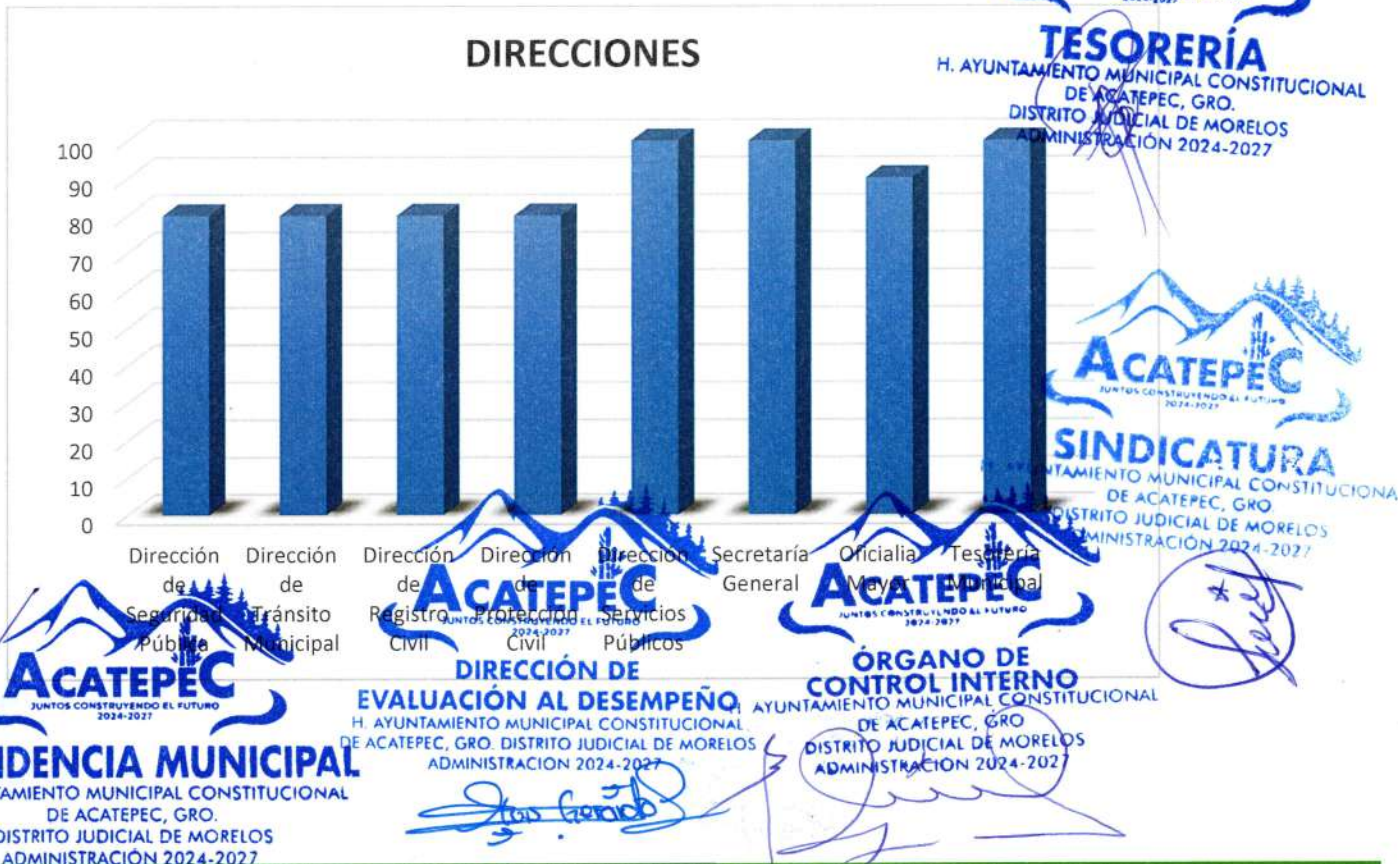 2024-2027
TESORERÍA
H. AYUNTAMIENTO MUNICIPAL CONSTITUCIONAL
DE ACATEPEC, GRO.
DISTRITO JUDICIAL DE MORELOS
ADMINISTRACIÓN 2024-2027
DIRECCIONES
100
90
80
70
60
50
40
30
20
10
0
Dirección de Seguridad Pública
Dirección de Tránsito Municipal
Dirección de Registro Civil
Dirección de Protección Civil
Dirección de Servicios Públicos
Secretaría General
Oficialia Mayor
Tesorería Municipal
ACATEPEC
JUNTOS CONSTRUYENDO EL FUTURO
2024-2027
SINDICATURA
H. AYUNTAMIENTO MUNICIPAL CONSTITUCIONA
DE ACATEPEC, GRO
DISTRITO JUDICIAL DE MORELOS
MINISTRACIÓN 2024-2027
ACATEPEC
JUNTOS CONSTRUYENDO EL FUTURO
2024-2027
IDENCIA MUNICIPAL
TAMIENTO MUNICIPAL CONSTITUCIONAL
DE ACATEPEC, GRO.
DISTRITO JUDICIAL DE MORELOS
ADMINISTRACIÓN 2024-2027
ACATEPEC
JUNTOS CONSTRUYENDO EL FUTURO
2024-2027
DIRECCIÓN DE
EVALUACIÓN AL DESEMPEÑO
H. AYUNTAMIENTO MUNICIPAL CONSTITUCIONAL
DE ACATEPEC, GRO. DISTRITO JUDICIAL DE MORELOS
ADMINISTRACION 2024-2027
ACATEPEC
JUNTOS CONSTRUYENDO EL FUTURO
2024-2027
ÓRGANO DE
CONTROL INTERNO
H. AYUNTAMIENTO MUNICIPAL CONSTITUCIONAL
DE ACATEPEC, GRO
DISTRITO JUDICIAL DE MORELOS
ADMINISTRACIÓN 2024-2027